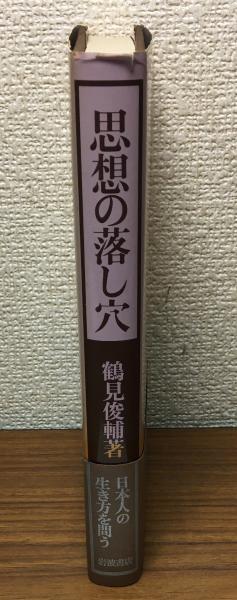 思想の落し穴
鶴見俊輔著
日本人の
生き方を問う
岩波書店